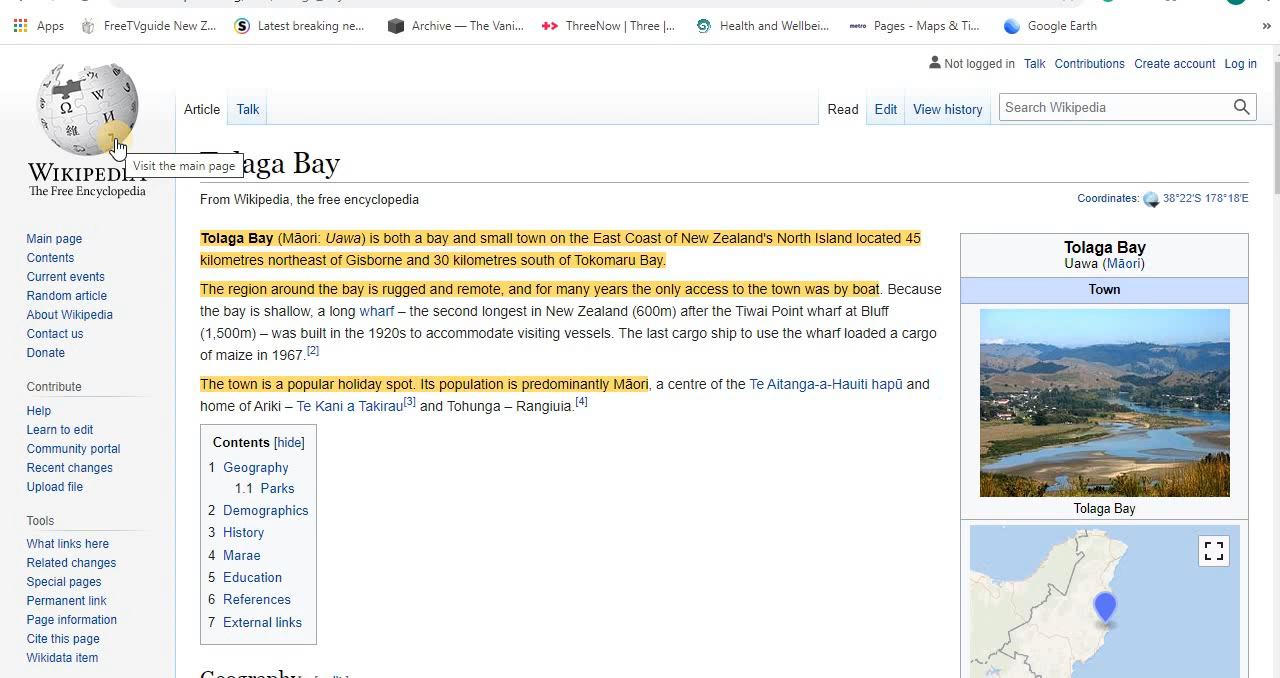 Apps FreeTVguide New Z... Latest breaking ne... Archive — The Vani... ThreeNow | Three |... Health and Wellbei... metro Pages - Maps & Ti... Google Earth »
Not logged in Talk Contributions Create account Log in
Article Talk Read Edit View history Search Wikipedia
WIKIPEDIA
The Free Encyclopedia
Visit the main page
Tolaga Bay
From Wikipedia, the free encyclopedia
Coordinates: 38°22′S 178°18′E
Main page
Contents
Current events
Random article
About Wikipedia
Contact us
Donate
Contribute
Help
Learn to edit
Community portal
Recent changes
Upload file
Tools
What links here
Related changes
Special pages
Permanent link
Page information
Cite this page
Wikidata item
Tolaga Bay (Māori: Uawa) is both a bay and small town on the East Coast of New Zealand's North Island located 45
kilometres northeast of Gisborne and 30 kilometres south of Tokomaru Bay.
The region around the bay is rugged and remote, and for many years the only access to the town was by boat. Because
the bay is shallow, a long wharf – the second longest in New Zealand (600m) after the Tiwai Point wharf at Bluff
(1,500m) – was built in the 1920s to accommodate visiting vessels. The last cargo ship to use the wharf loaded a cargo
of maize in 1967.[2]
The town is a popular holiday spot. Its population is predominantly Māori, a centre of the Te Aitanga-a-Hauiti hapū and
home of Ariki – Te Kani a Takirau[3] and Tohunga – Rangiuia.[4]
Contents [hide]
1 Geography
1.1 Parks
2 Demographics
3 History
4 Marae
5 Education
6 References
7 External links
Tolaga Bay
Uawa (Māori)
Town
Tolaga Bay
Geography